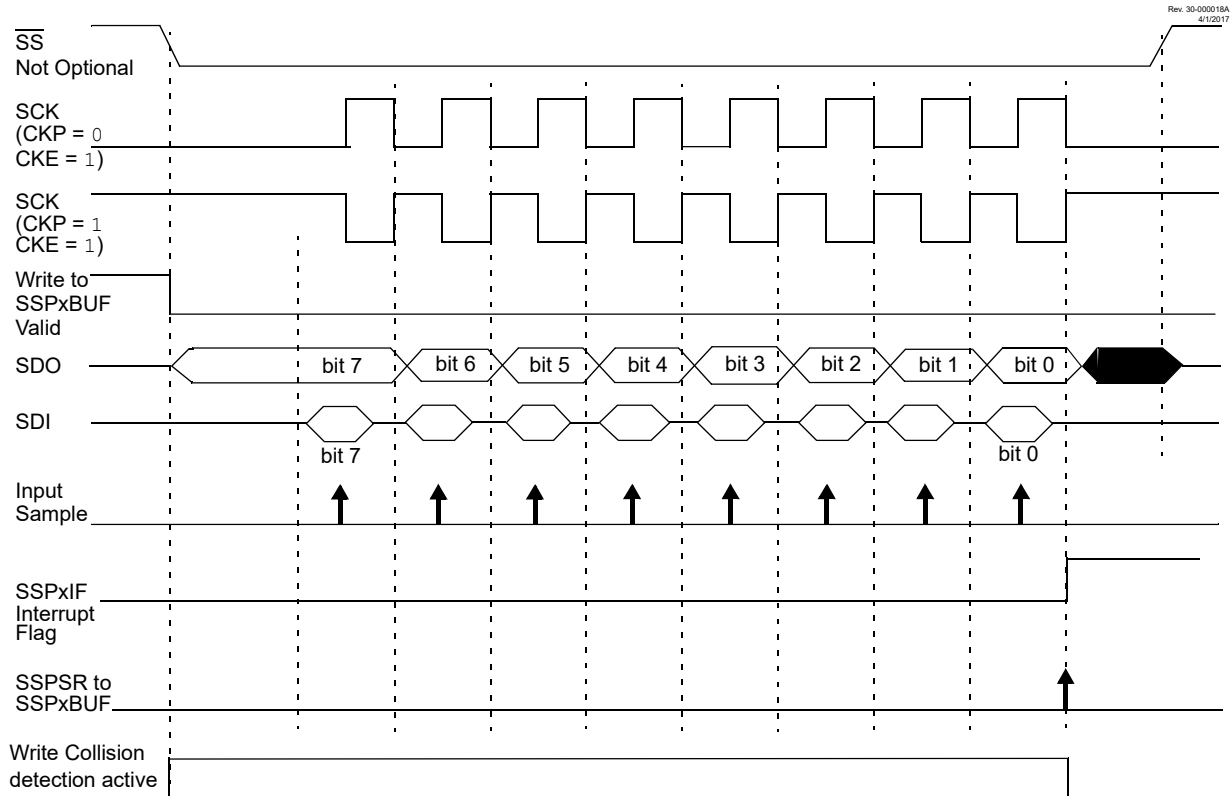 Rev. 30-000018A
4/1/2017
SS
Not Optional
SCK
(CKP = 0
CKE = 1)
SCK
(CKP = 1
CKE = 1)
Write to
SSPxBUF
Valid
SDO
bit 7 bit 6 bit 5 bit 4 bit 3 bit 2 bit 1 bit 0
SDI
bit 7 bit 0
Input
Sample
SSPxIF
Interrupt
Flag
SSPSR to
SSPxBUF
Write Collision
detection active